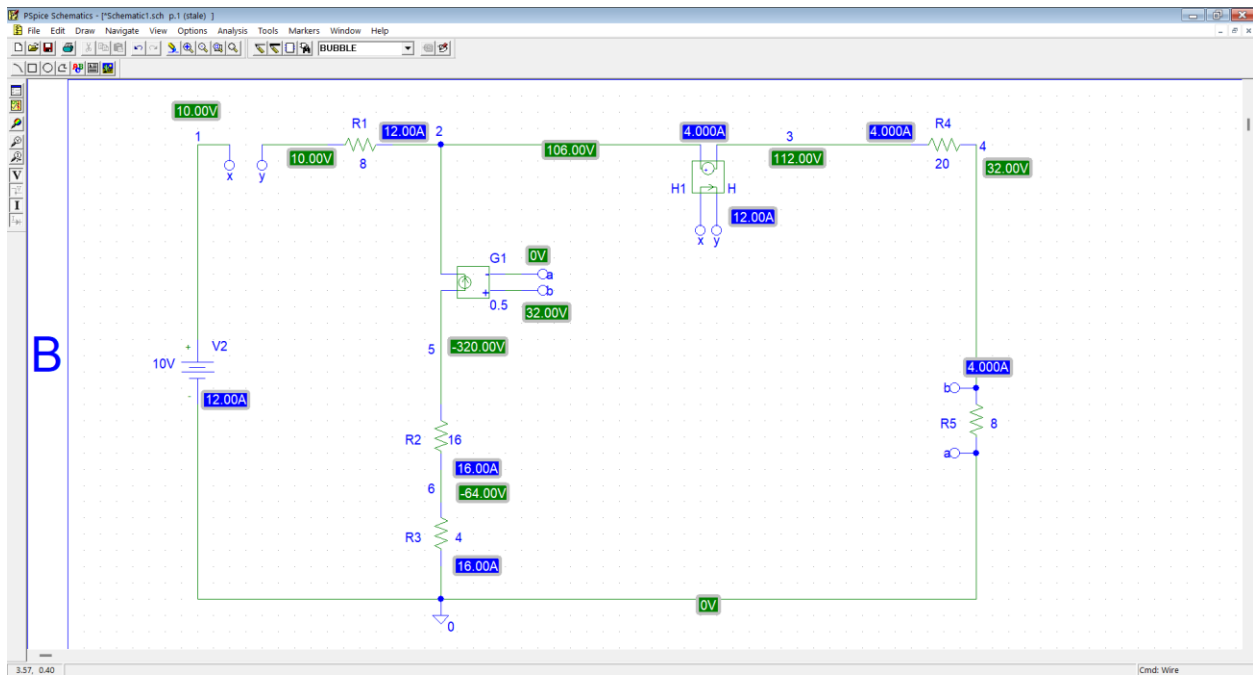 PSpice Schematics - [*Schematic1.sch p.1 (stale) ]
File Edit Draw Navigate View Options Analysis Tools Markers Window Help
BUBBLE
V
I
10.00V
1
x
y
10.00V
R1
8
12.00A
2
106.00V
4.000A
H1
H
12.00A
x
y
3
112.00V
4.000A
R4
20
4
32.00V
G1
0V
a
b
-
+
0.5
32.00V
B
+
V2
10V
-
12.00A
5
-320.00V
R2
16
16.00A
6
-64.00V
R3
4
16.00A
0
0V
4.000A
b
R5
8
a
3.57, 0.40
Cmd: Wire